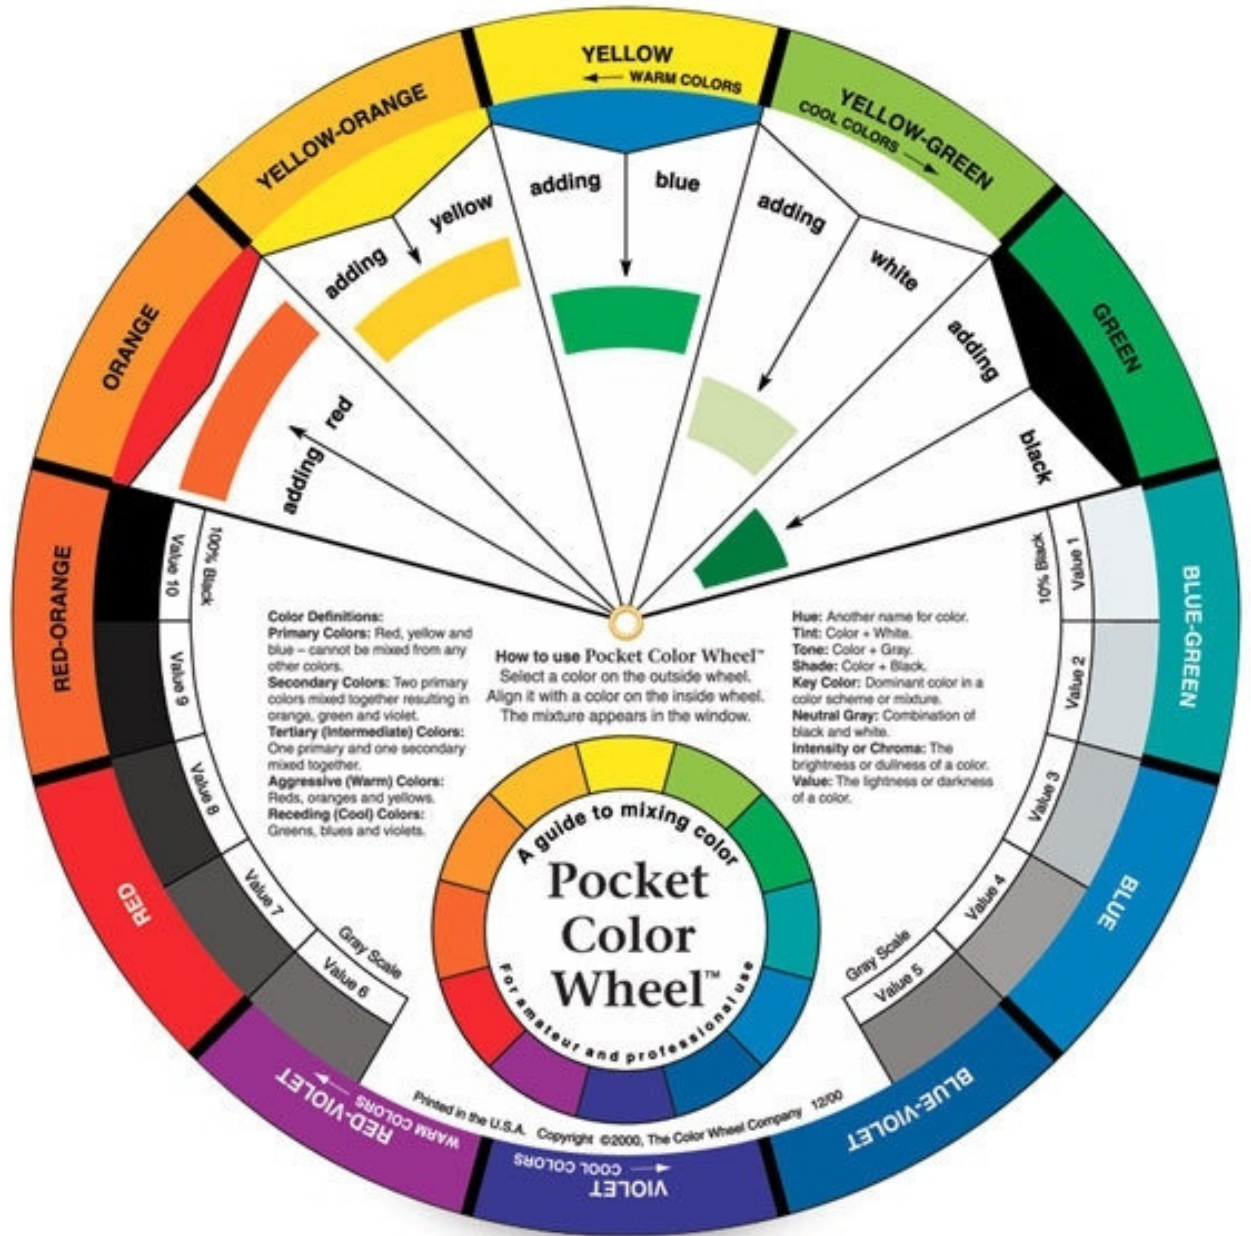 YELLOW
WARM COLORS
YELLOW-GREEN
COOL COLORS
GREEN
BLUE-GREEN
BLUE
BLUE-VIOLET
VIOLET
COOL COLORS
RED-VIOLET
WARM COLORS
RED
RED-ORANGE
ORANGE
YELLOW-ORANGE
adding red
adding yellow
adding blue
adding white
adding black
100% Black
Value 10
Value 9
Value 8
Value 7
Value 6
Gray Scale
10% Black
Value 1
Value 2
Value 3
Value 4
Value 5
Gray Scale
Color Definitions:
Primary Colors: Red, yellow and
blue – cannot be mixed from any
other colors.
Secondary Colors: Two primary
colors mixed together resulting in
orange, green and violet.
Tertiary (Intermediate) Colors:
One primary and one secondary
mixed together.
Aggressive (Warm) Colors:
Reds, oranges and yellows.
Receding (Cool) Colors:
Greens, blues and violets.
How to use Pocket Color Wheel™
Select a color on the outside wheel.
Align it with a color on the inside wheel.
The mixture appears in the window.
Hue: Another name for color.
Tint: Color + White.
Tone: Color + Gray.
Shade: Color + Black.
Key Color: Dominant color in a
color scheme or mixture.
Neutral Gray: Combination of
black and white.
Intensity or Chroma: The
brightness or dullness of a color.
Value: The lightness or darkness
of a color.
A guide to mixing color
Pocket
Color
Wheel™
For amateur and professional use
Printed in the U.S.A. Copyright ©2000, The Color Wheel Company 12/00